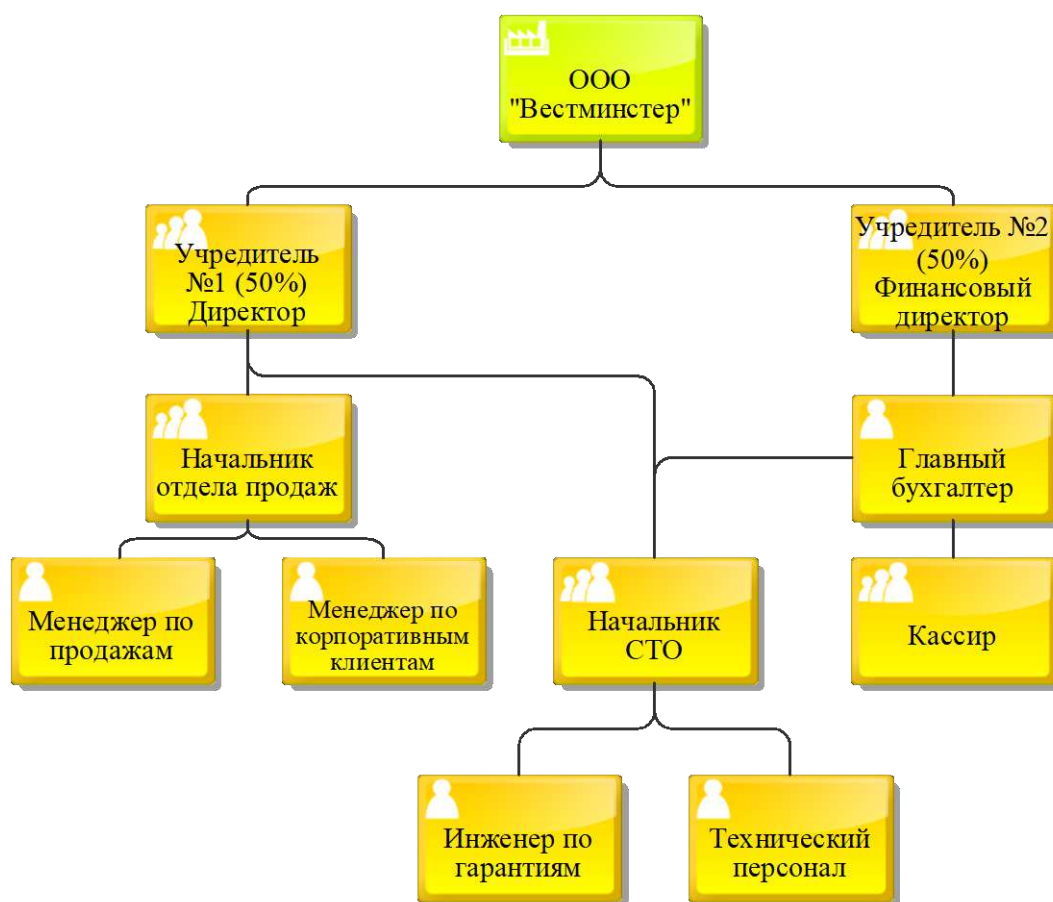 ООО
"Вестминстер"
Учредитель
№1 (50%)
Директор
Учредитель №2
(50%)
Финансовый
директор
Начальник
отдела продаж
Главный
бухгалтер
Менеджер по
продажам
Менеджер по
корпоративным
клиентам
Начальник
СТО
Кассир
Инженер по
гарантиям
Технический
персонал